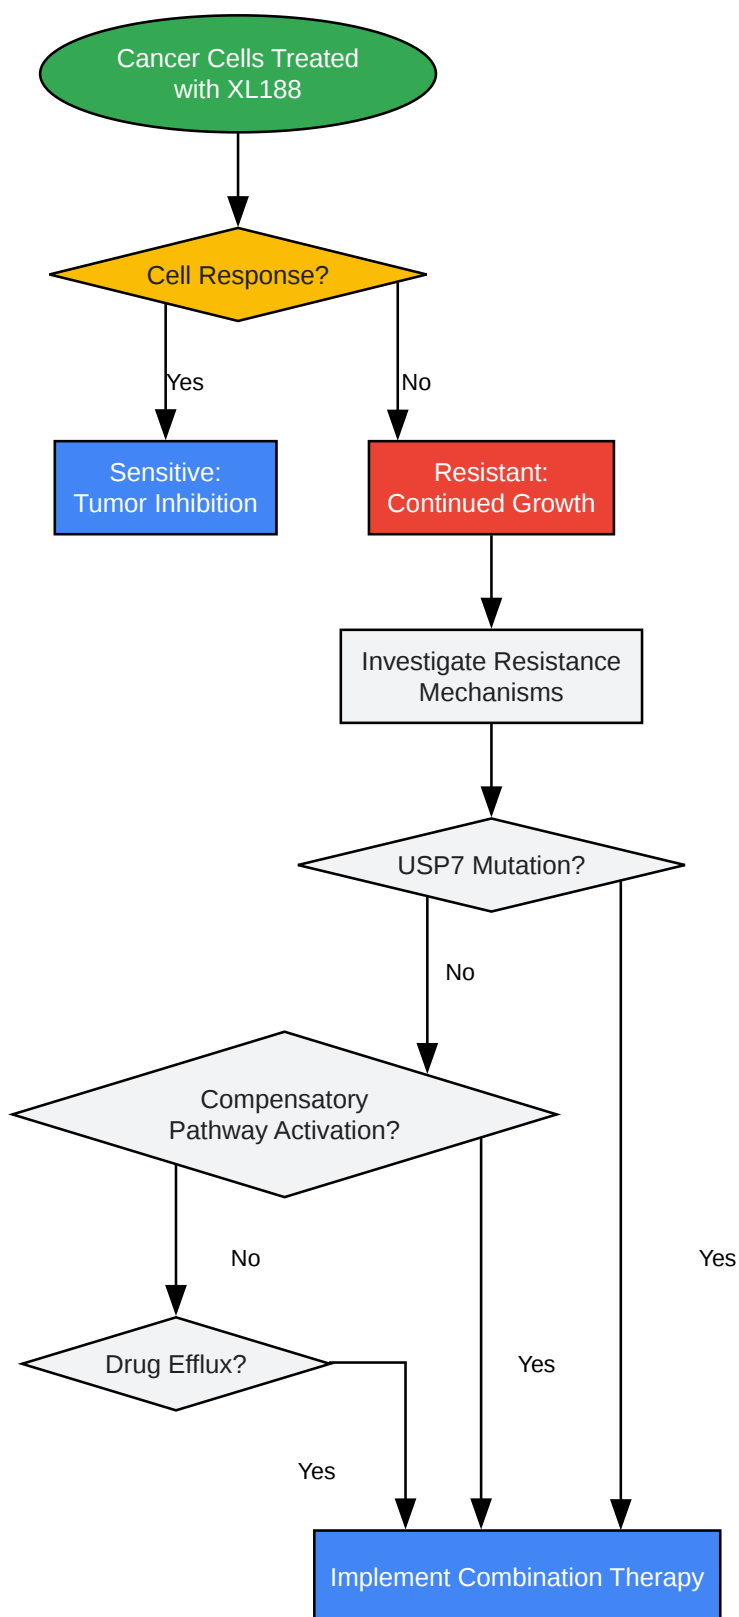 Cancer Cells Treated
with XL188
Cell Response?
Yes
No
Sensitive:
Tumor Inhibition
Resistant:
Continued Growth
Investigate Resistance
Mechanisms
USP7 Mutation?
No
Compensatory
Pathway Activation?
No
Yes
Drug Efflux?
Yes
Yes
Implement Combination Therapy